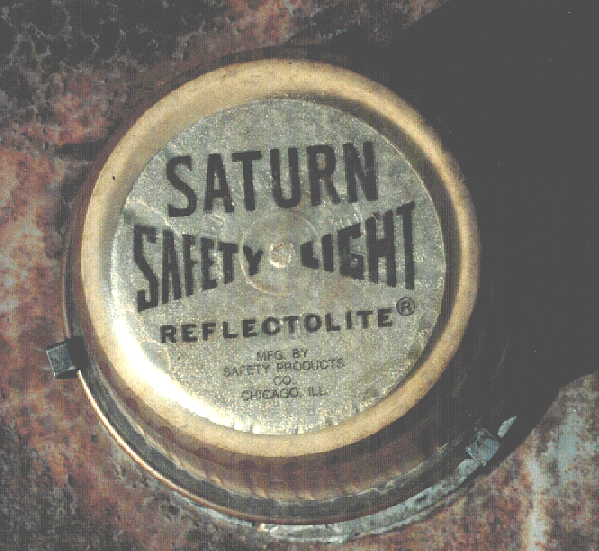 SATURN
SAFETY LIGHT
REFLECTOLITE®
MFG. BY
SAFETY PRODUCTS
CO.
CHICAGO, ILL.